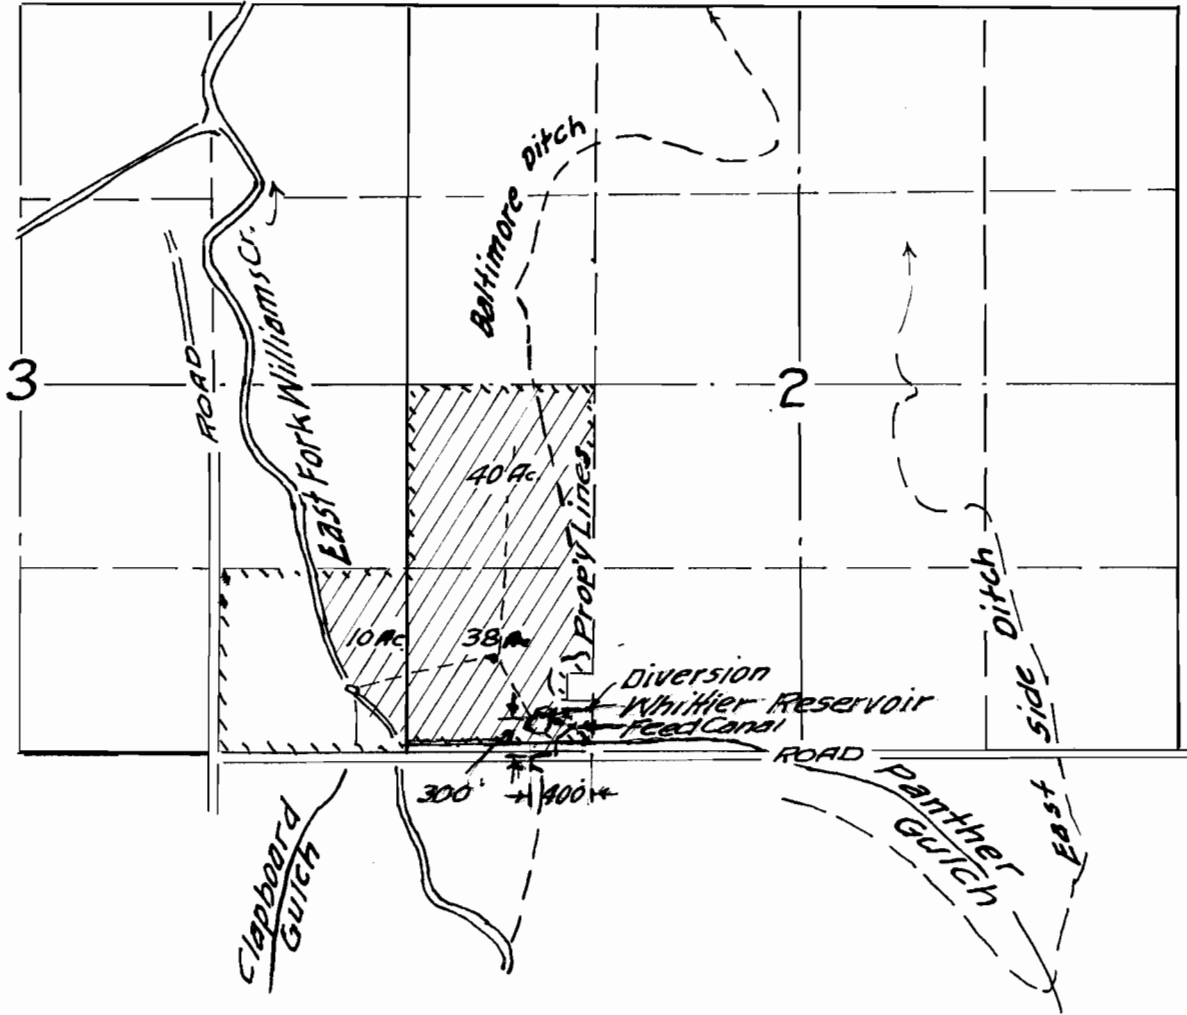 Baltimore Ditch
East Fork Williams Cr.
ROAD
3
2
40 Ac.
Prop'y Lines
10 Ac
38 Ac
Diversion
Whittier Reservoir
Feed Canal
ROAD
300'
400'
Clapboard
Gulch
Panther
Gulch
East Side Ditch